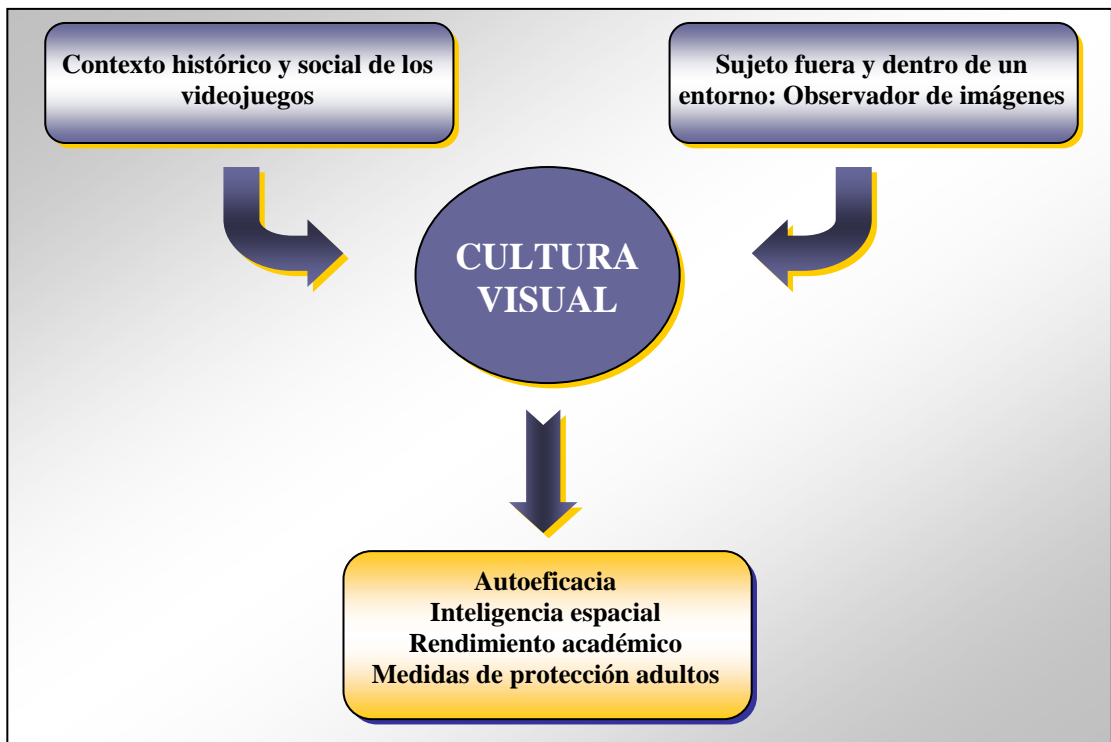 Contexto histórico y social de los
videojuegos
Sujeto fuera y dentro de un
entorno: Observador de imágenes
CULTURA
VISUAL
Autoeficacia
Inteligencia espacial
Rendimiento académico
Medidas de protección adultos